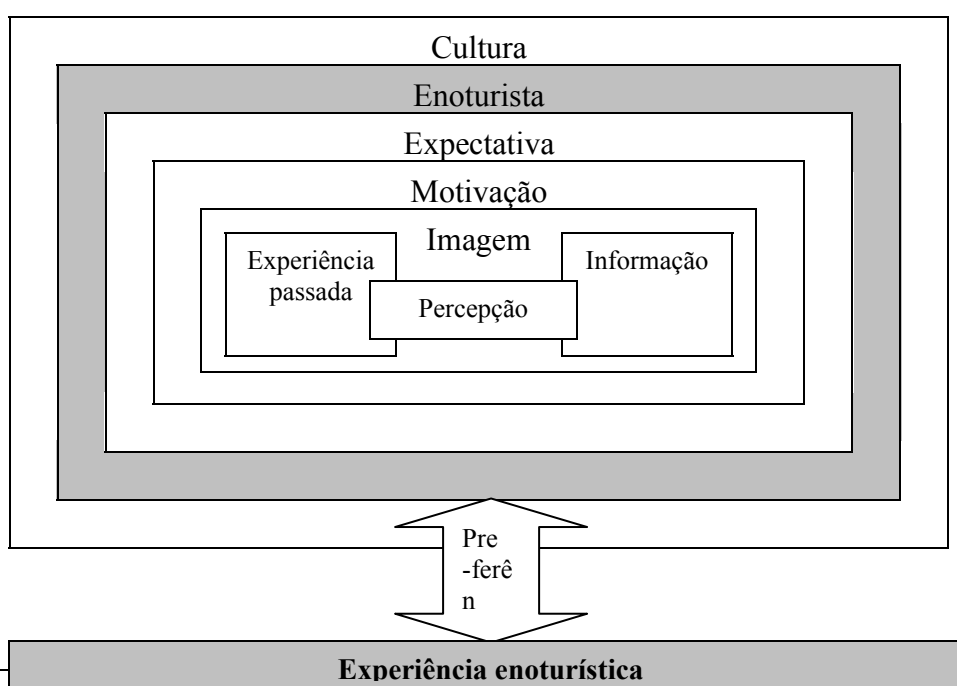 Cultura
Enoturista
Expectativa
Motivação
Imagem
Experiência
passada
Informação
Percepção
Pre
-ferê
n
Experiência enoturística